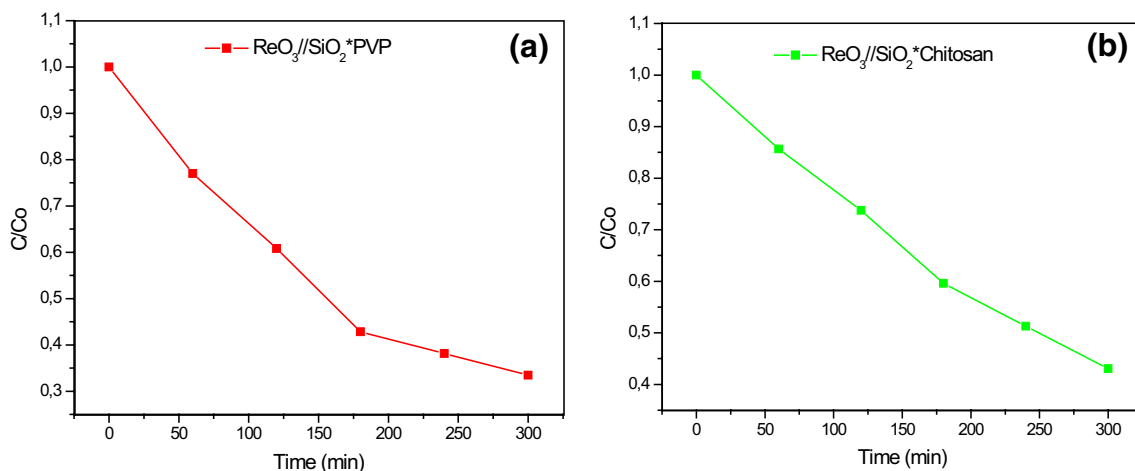 1,1
1,0
0,9
0,8
0,7
0,6
0,5
0,4
0,3
C/Co
ReO3//SiO2*PVP
(a)
0 50 100 150 200 250 300
Time (min)
1,1
1,0
0,9
0,8
0,7
0,6
0,5
0,4
C/Co
ReO3//SiO2*Chitosan
(b)
0 50 100 150 200 250 300
Time (min)